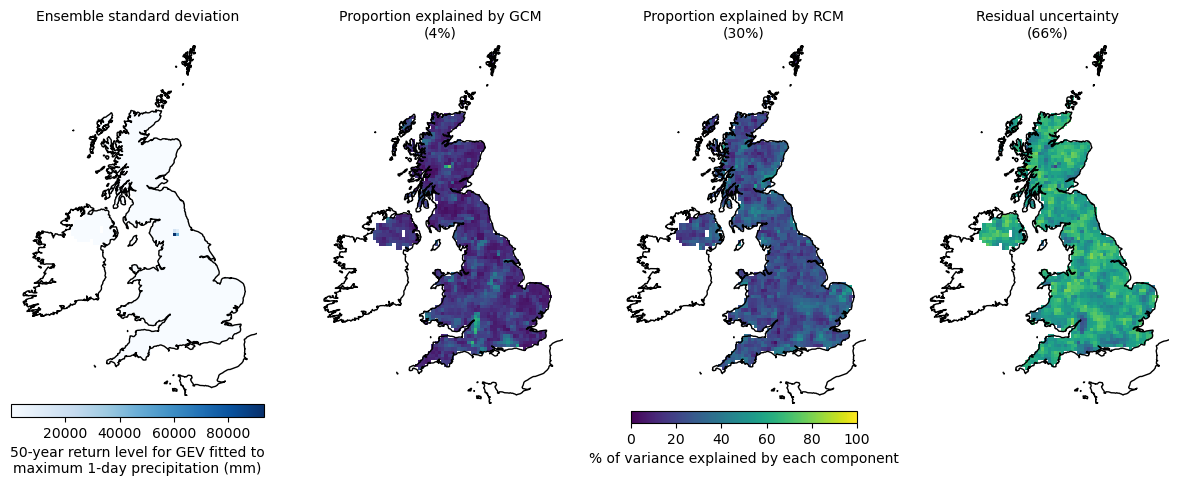 Ensemble standard deviation
Proportion explained by GCM
(4%)
Proportion explained by RCM
(30%)
Residual uncertainty
(66%)
20000 40000 60000 80000
50-year return level for GEV fitted to
maximum 1-day precipitation (mm)
0 20 40 60 80 100
% of variance explained by each component